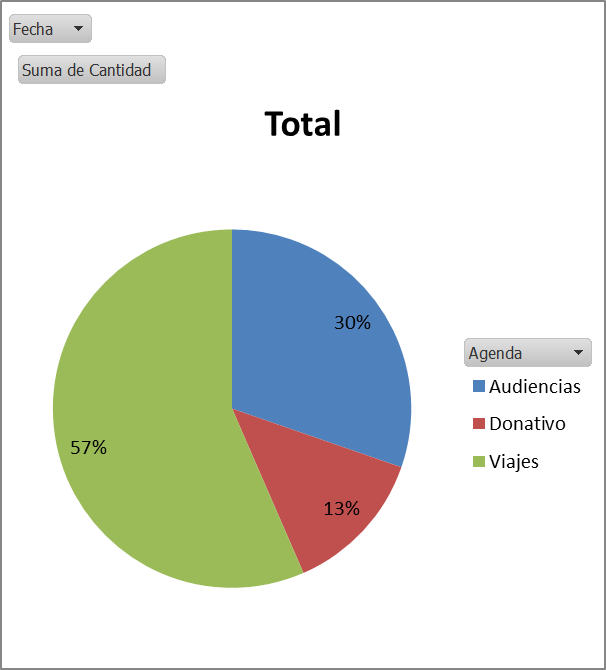 Fecha
Suma de Cantidad
Total
30%
Agenda
Audiencias
Donativo
57%
Viajes
13%